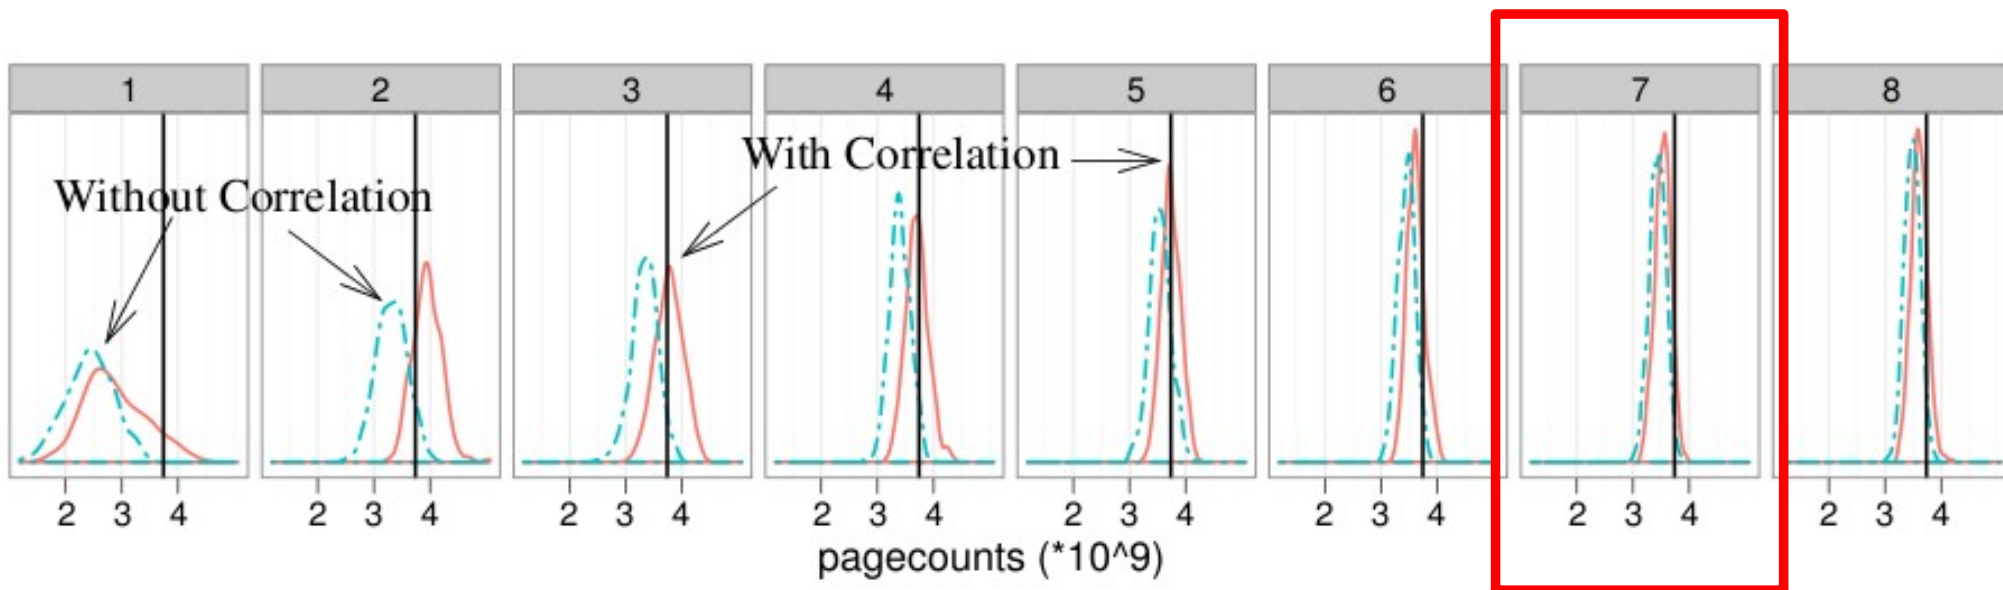 1 2 3 4 5 6 7 8
With Correlation
Without Correlation
2 3 4 2 3 4 2 3 4 2 3 4 2 3 4 2 3 4 2 3 4 2 3 4
pagecounts (*10^9)